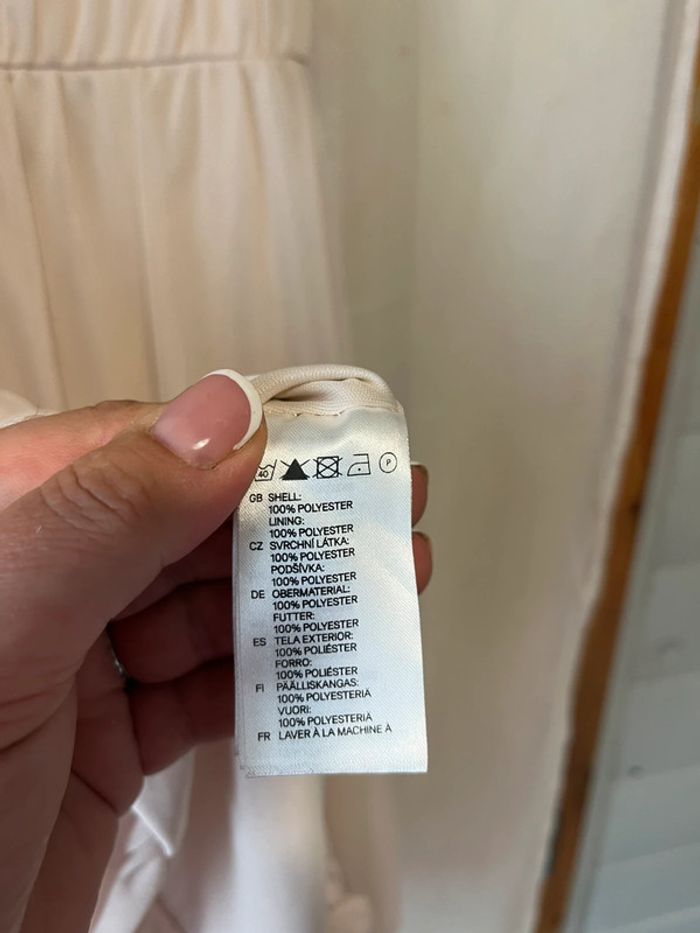 40 P
GB SHELL:
100% POLYESTER
LINING:
100% POLYESTER
CZ SVRCHNÍ LÁTKA:
100% POLYESTER
PODŠÍVKA:
100% POLYESTER
DE OBERMATERIAL:
100% POLYESTER
FUTTER:
100% POLYESTER
ES TELA EXTERIOR:
100% POLIÉSTER
FORRO:
100% POLIÉSTER
FI PÄÄLLISKANGAS:
100% POLYESTERIÄ
VUORI:
100% POLYESTERIÄ
FR LAVER À LA MACHINE À